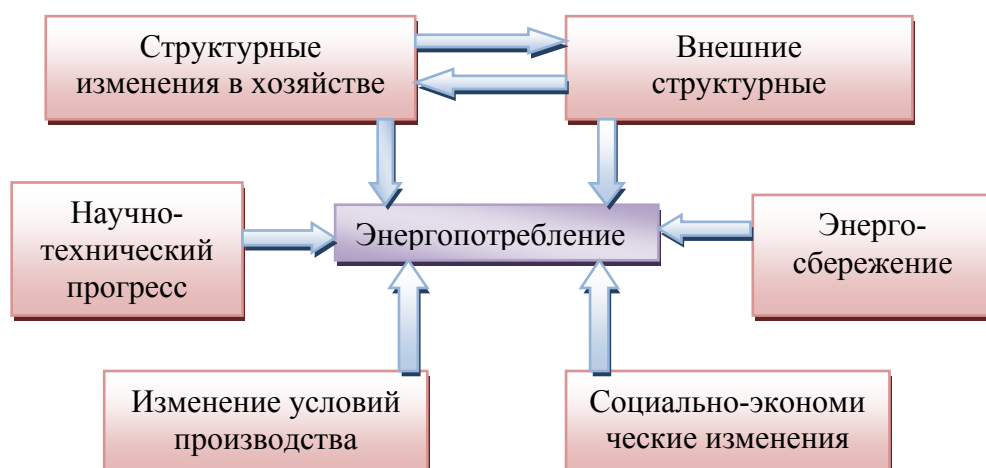 Структурные
изменения в хозяйстве
Внешние
структурные
Научно-
технический
прогресс
Энергопотребление
Энерго-
сбережение
Изменение условий
производства
Социально-экономи
ческие изменения